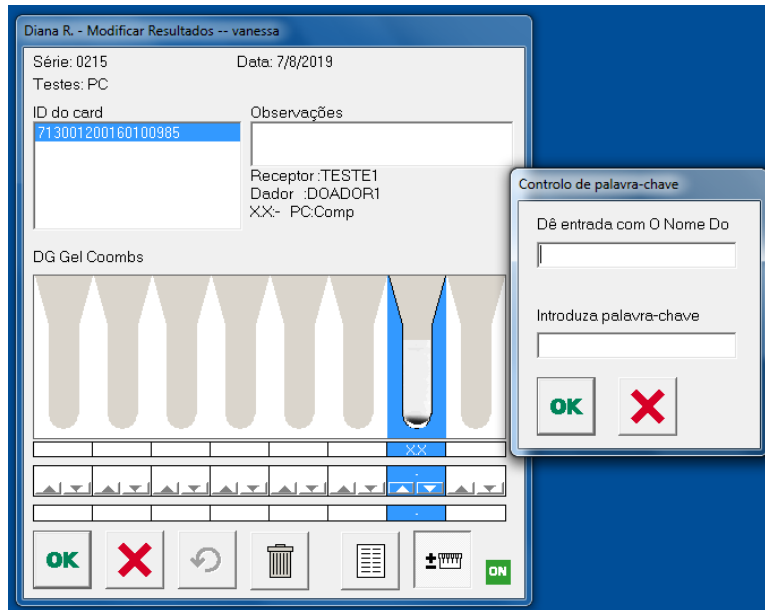 Diana R. - Modificar Resultados -- vanessa
Série: 0215 Data: 7/8/2019
Testes: PC
ID do card Observações
713001200160100985
Receptor :TESTE1
Dador :DOADOR1
XX:- PC:Comp
Controlo de palavra-chave
Dê entrada com O Nome Do
Introduza palavra-chave
OK
DG Gel Coombs
XX
-
-
OK
±
ON